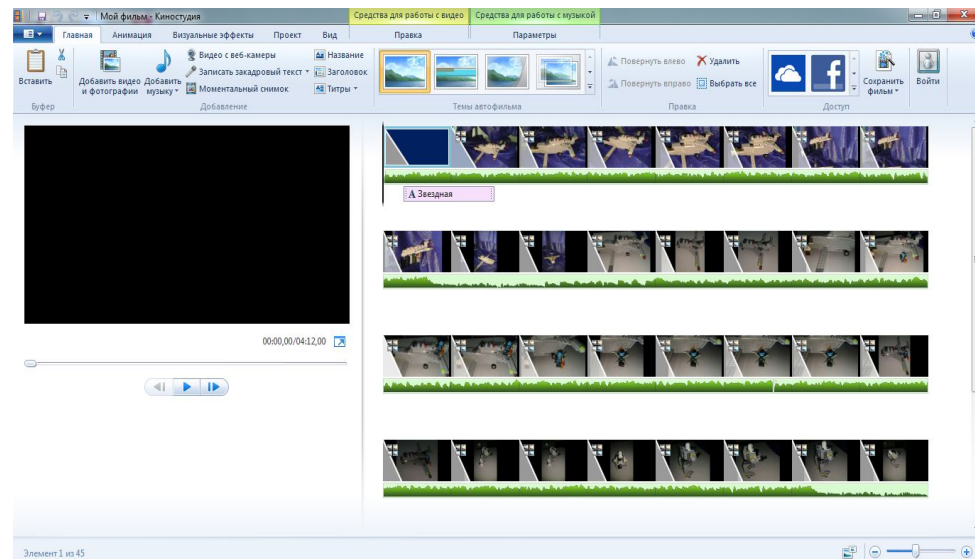 Мой фильм - Киностудия
Средства для работы с видео
Средства для работы с музыкой
Главная
Анимация
Визуальные эффекты
Проект
Вид
Правка
Параметры
Вставить
Добавить видео и фотографии
Добавить музыку
Видео с веб-камеры
Записать закадровый текст
Моментальный снимок
Название
Заголовок
Титры
Повернуть влево
Повернуть вправо
Удалить
Выбрать все
Сохранить фильм
Войти
Буфер
Добавление
Темы автофильма
Правка
Доступ
A Звездная
00:00,00/04:12,00
Элемент 1 из 45